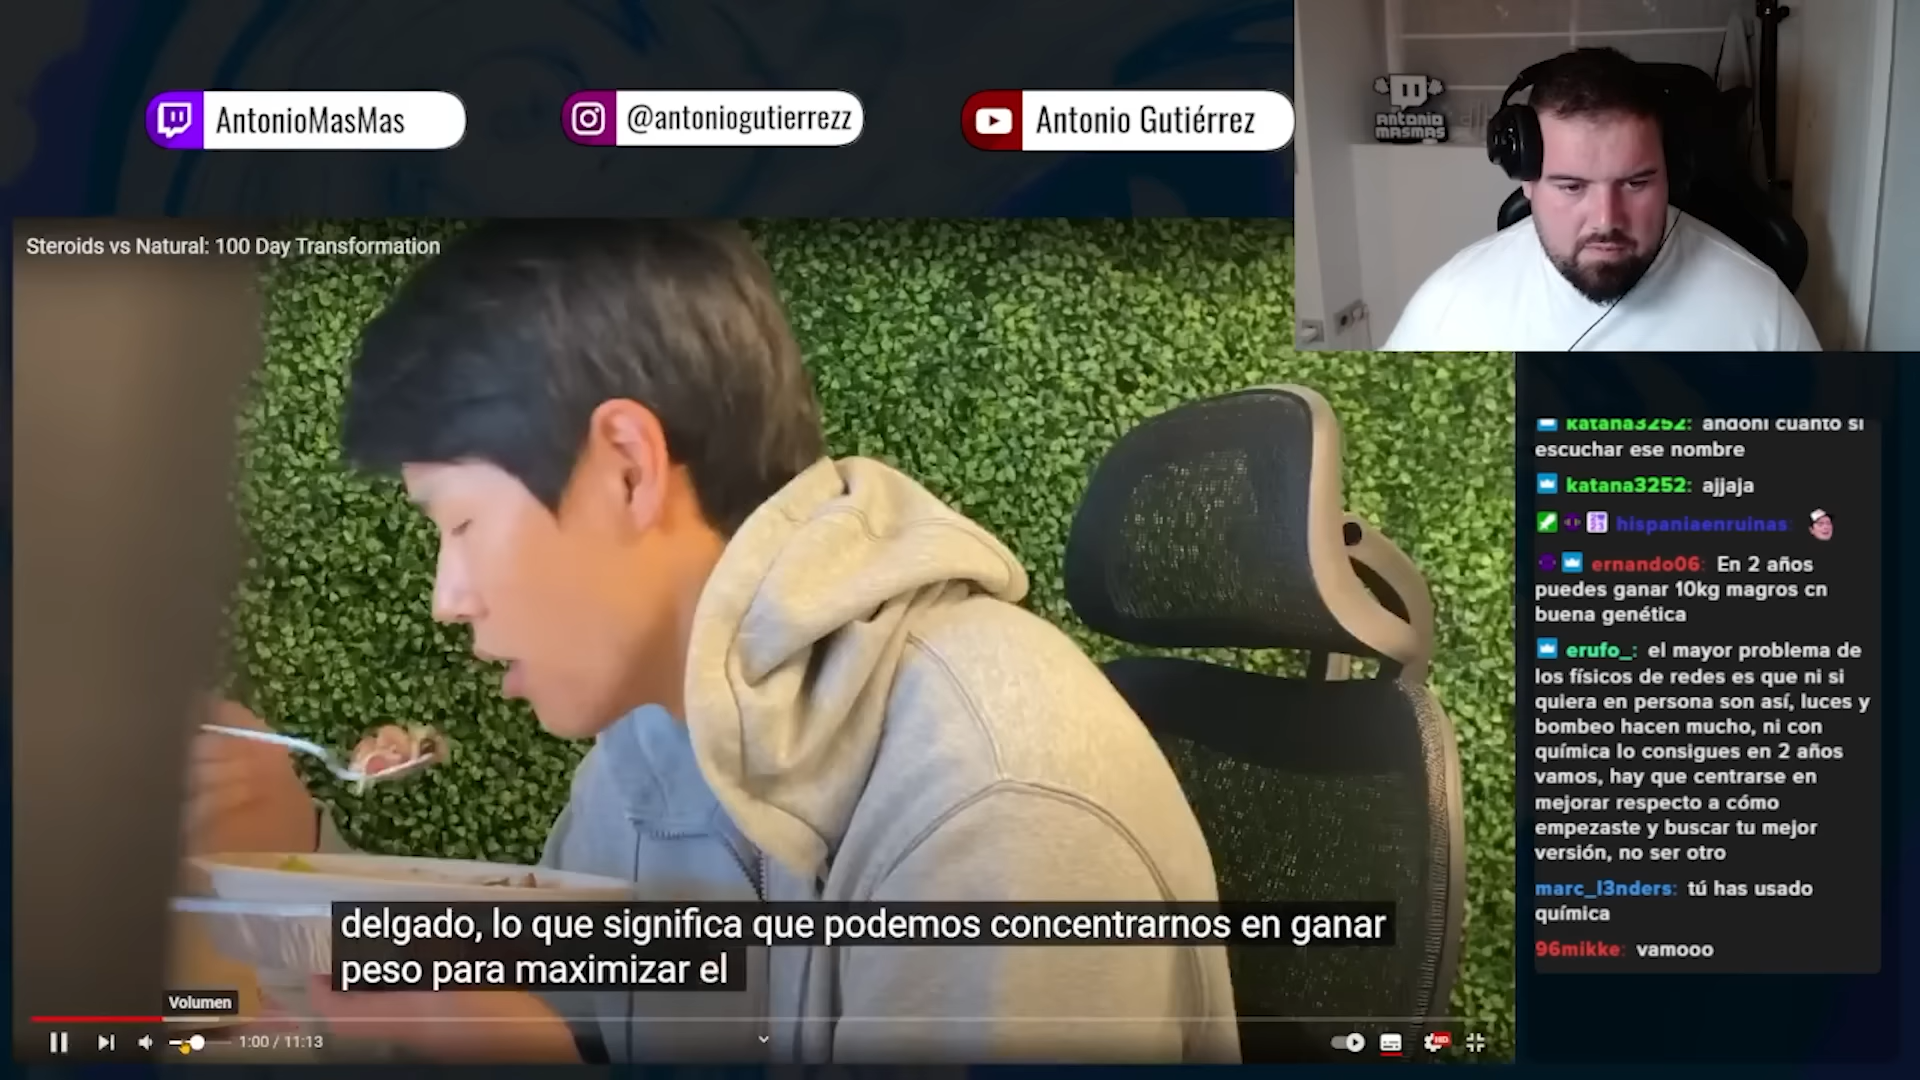 AntonioMasMas
@antoniogutierrezz
Antonio Gutiérrez
Antonio
MASMAS
Steroids vs Natural: 100 Day Transformation
katana3252: andoni cuanto si
escuchar ese nombre
katana3252: ajjaja
hispaniaenruinas:
ernando06: En 2 años
puedes ganar 10kg magros cn
buena genética
erufo_: el mayor problema de
los físicos de redes es que ni si
quiera en persona son así, luces y
bombeo hacen mucho, ni con
química lo consigues en 2 años
vamos, hay que centrarse en
mejorar respecto a cómo
empezaste y buscar tu mejor
versión, no ser otro
marc_l3nders: tú has usado
química
96mikke: vamooo
delgado, lo que significa que podemos concentrarnos en ganar
peso para maximizar el
Volumen
1:00 / 11:13
HD